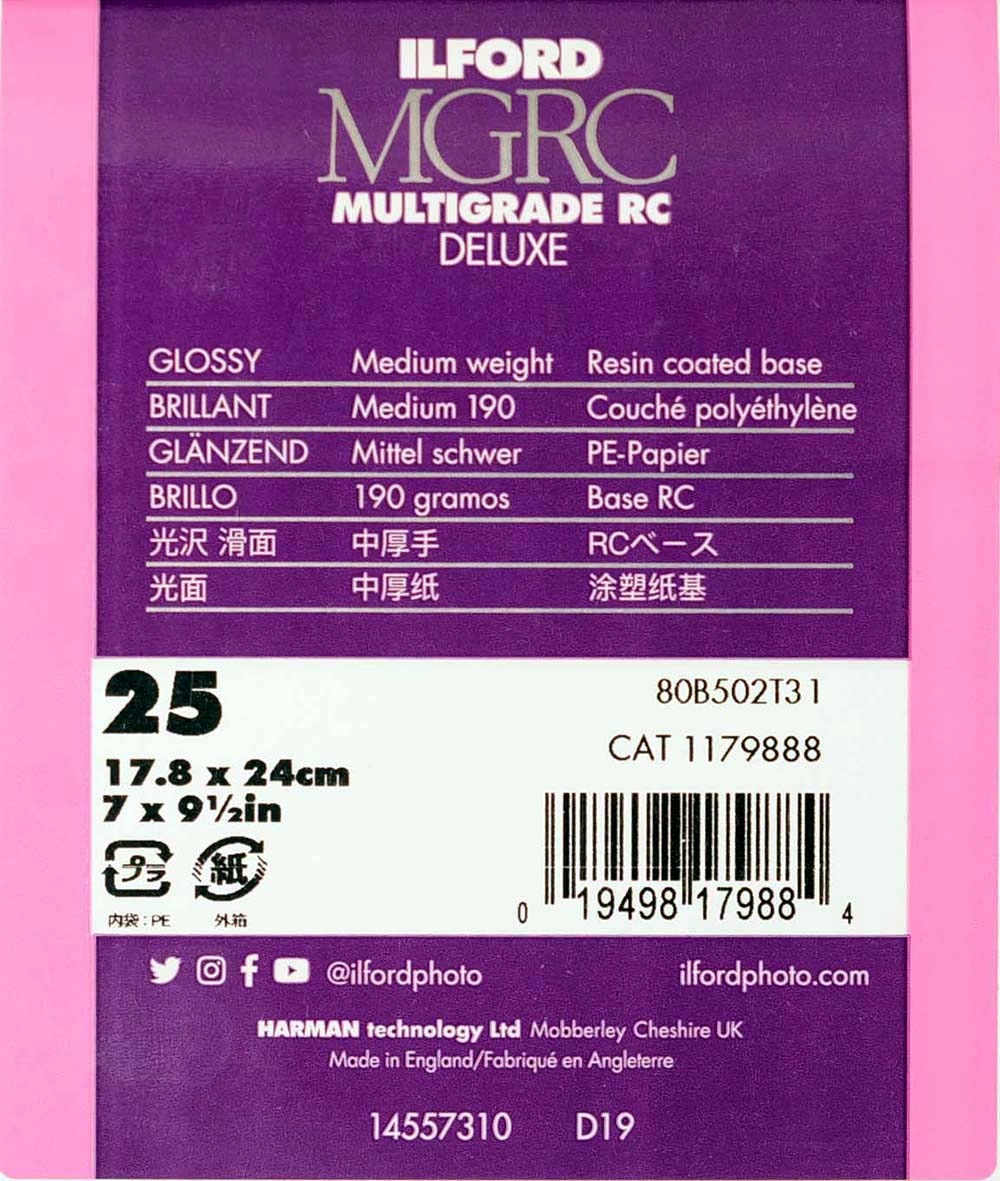 ILFORD
MGRC
MULTIGRADE RC
DELUXE
GLOSSY Medium weight Resin coated base
BRILLANT Medium 190 Couché polyéthylène
GLÄNZEND Mittel schwer PE-Papier
BRILLO 190 gramos Base RC
光沢 滑面 中厚手 RCベース
光面 中厚纸 涂塑纸基
25 80B502T31
CAT 1179888
17.8 x 24cm
7 x 9½in
プラ 紙
内袋：PE 外箱
0 19498 17988 4
@ilfordphoto ilfordphoto.com
HARMAN technology Ltd Mobberley Cheshire UK
Made in England/Fabriqué en Angleterre
14557310 D19